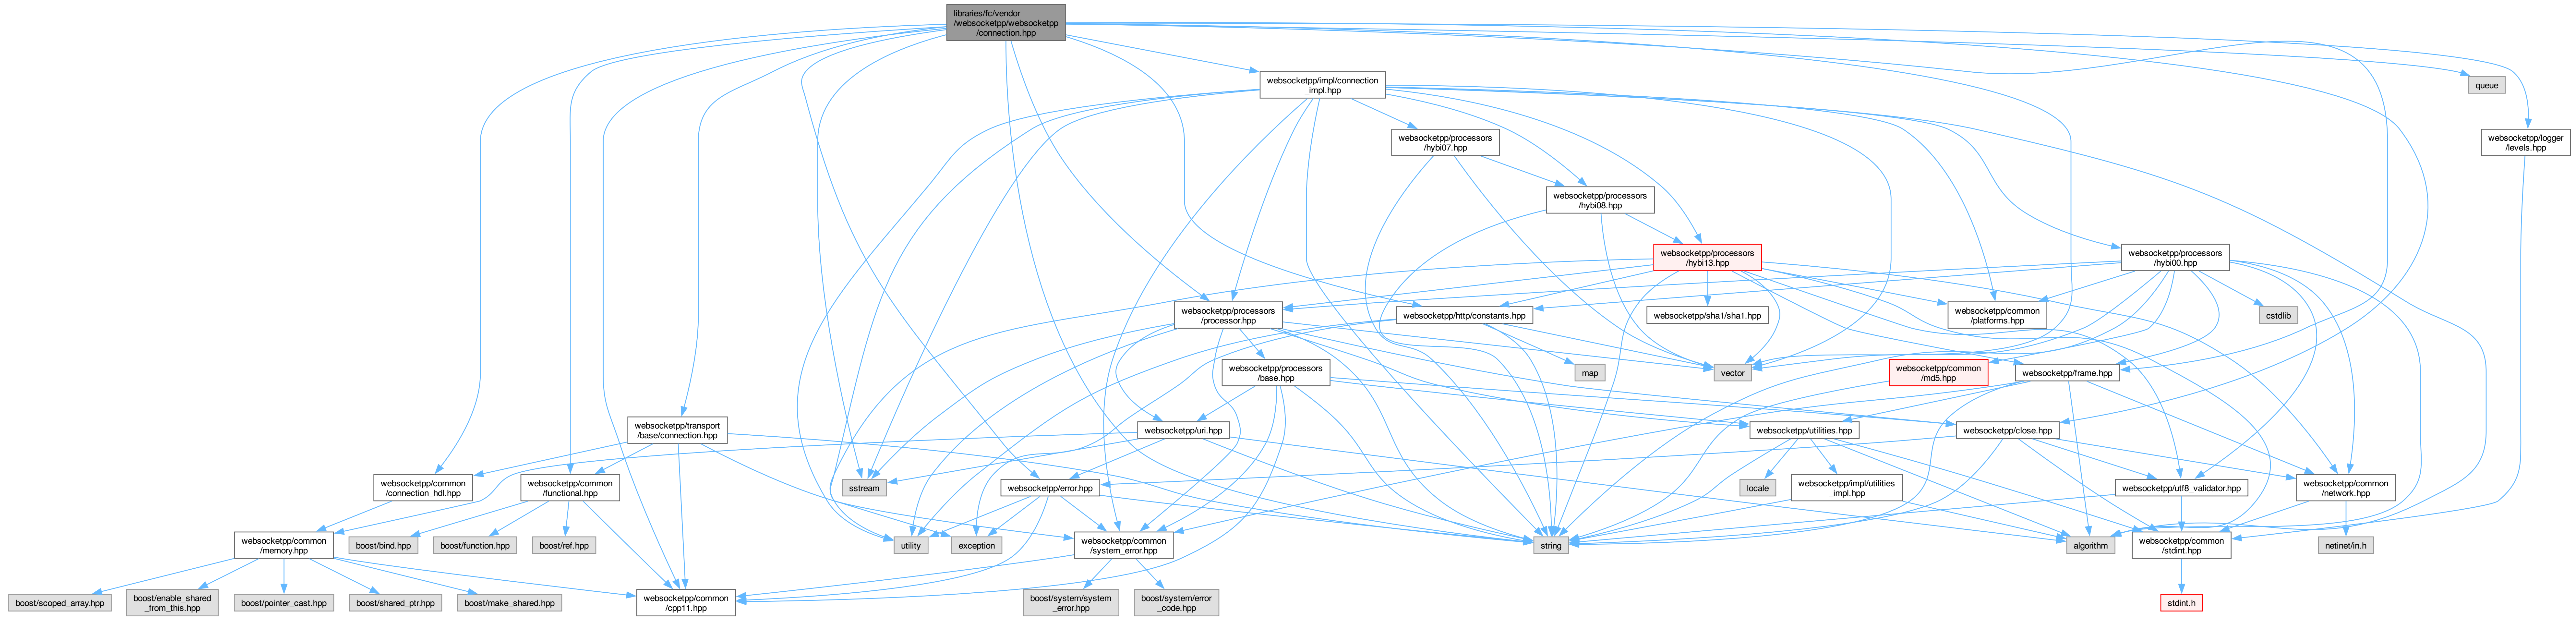 libraries/fc/vendor
/websocketpp/websocketpp
/connection.hpp
websocketpp/impl/connection
_impl.hpp
queue
websocketpp/processors
/hybi07.hpp
websocketpp/logger
/levels.hpp
websocketpp/processors
/hybi08.hpp
websocketpp/processors
/hybi13.hpp
websocketpp/processors
/hybi00.hpp
websocketpp/processors
/processor.hpp
websocketpp/http/constants.hpp
websocketpp/sha1/sha1.hpp
websocketpp/common
/platforms.hpp
cstdlib
websocketpp/processors
/base.hpp
map
vector
websocketpp/common
/md5.hpp
websocketpp/frame.hpp
websocketpp/transport
/base/connection.hpp
websocketpp/uri.hpp
websocketpp/utilities.hpp
websocketpp/close.hpp
websocketpp/common
/connection_hdl.hpp
websocketpp/common
/functional.hpp
sstream
websocketpp/error.hpp
locale
websocketpp/impl/utilities
_impl.hpp
websocketpp/utf8_validator.hpp
websocketpp/common
/network.hpp
websocketpp/common
/memory.hpp
boost/bind.hpp
boost/function.hpp
boost/ref.hpp
utility
exception
websocketpp/common
/system_error.hpp
string
algorithm
websocketpp/common
/stdint.hpp
netinet/in.h
boost/scoped_array.hpp
boost/enable_shared
_from_this.hpp
boost/pointer_cast.hpp
boost/shared_ptr.hpp
boost/make_shared.hpp
websocketpp/common
/cpp11.hpp
boost/system/system
_error.hpp
boost/system/error
_code.hpp
stdint.h